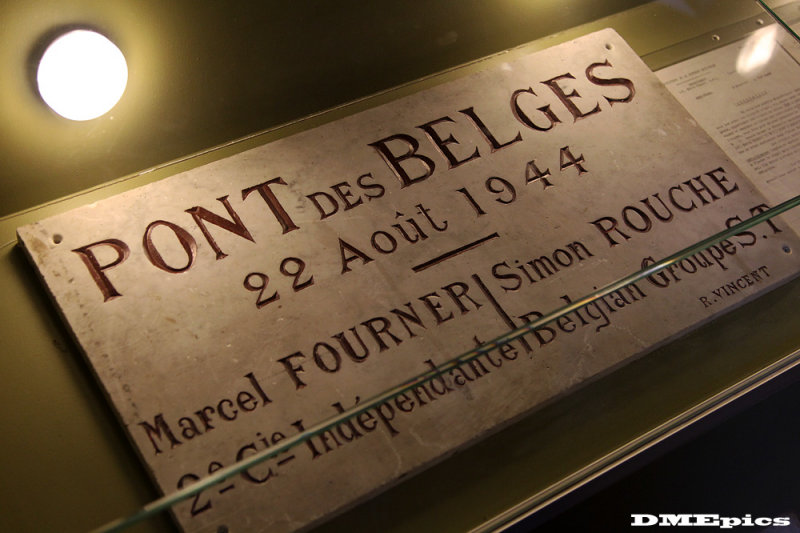 PONT DES BELGES
22 Août 1944
Marcel FOURNER
2e Cie Indépendante
Simon ROUCHE
Belgian Groupe S.T
R. VINCENT
DMEpics